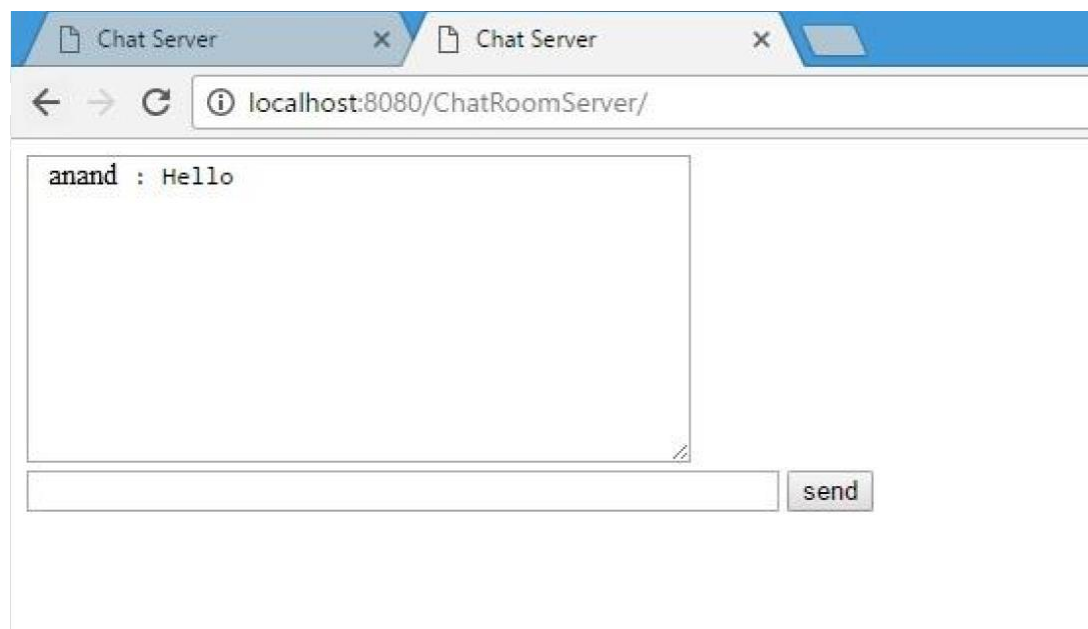 Chat Server
Chat Server
localhost:8080/ChatRoomServer/
anand : Hello
send